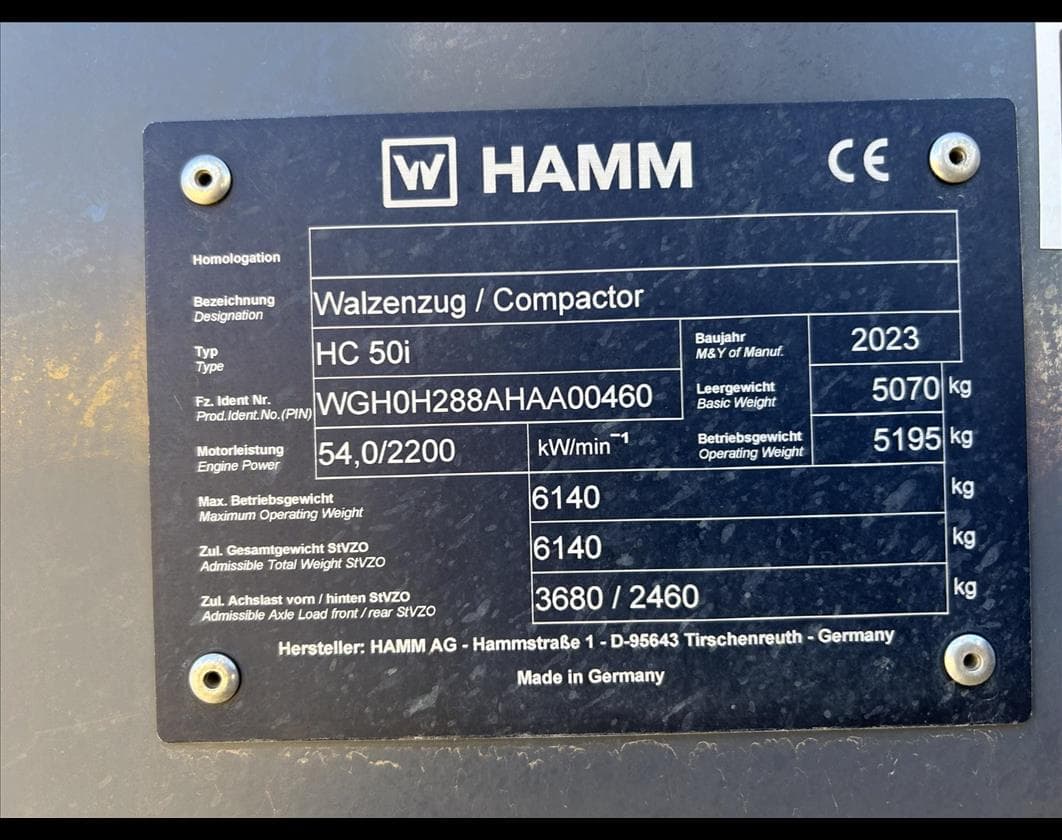 W HAMM CE
Homologation
Bezeichnung
Designation
Walzenzug / Compactor
Typ
Type
HC 50i
Baujahr
M&Y of Manuf.
2023
Fz. Ident Nr.
Prod.Ident.No.(PIN)
WGH0H288AHAA00460
Leergewicht
Basic Weight
5070 kg
Motorleistung
Engine Power
54,0/2200 kW/min⁻¹
Betriebsgewicht
Operating Weight
5195 kg
Max. Betriebsgewicht
Maximum Operating Weight
6140 kg
Zul. Gesamtgewicht StVZO
Admissible Total Weight StVZO
6140 kg
Zul. Achslast vorn / hinten StVZO
Admissible Axle Load front / rear StVZO
3680 / 2460 kg
Hersteller: HAMM AG - Hammstraße 1 - D-95643 Tirschenreuth - Germany
Made in Germany